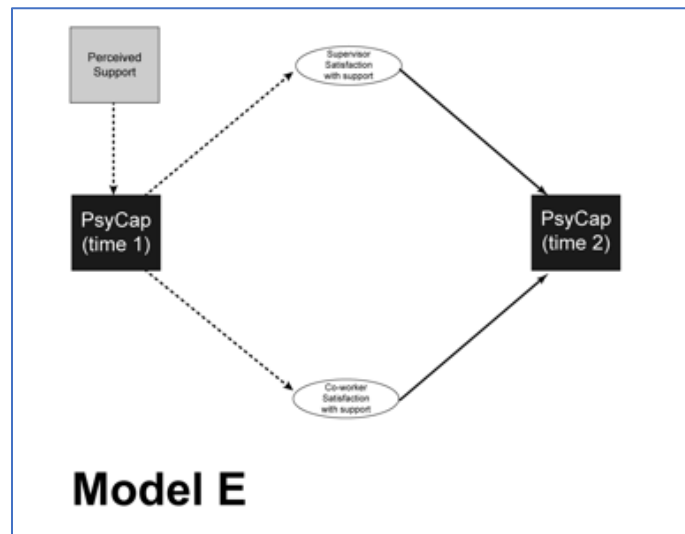 Perceived
Support
Supervisor
Satisfaction
with support
PsyCap
(time 1)
PsyCap
(time 2)
Co-worker
Satisfaction
with support
Model E